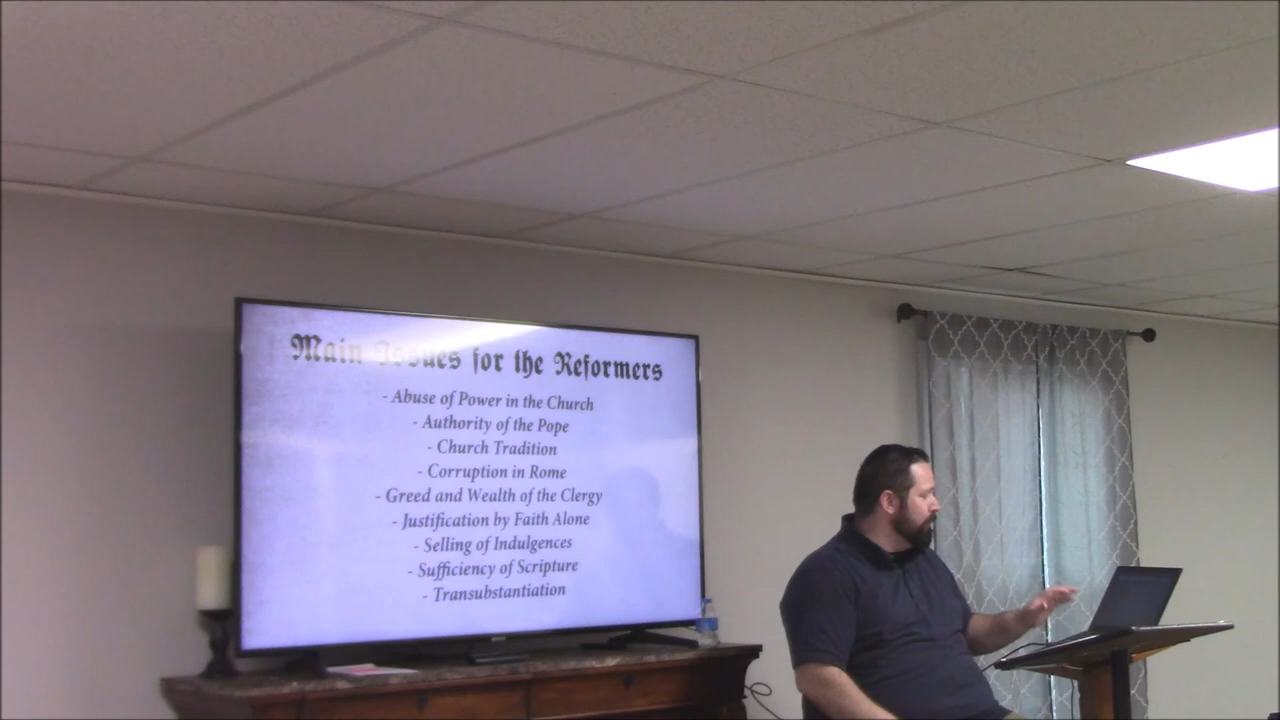 Main Issues for the Reformers
- Abuse of Power in the Church
- Authority of the Pope
- Church Tradition
- Corruption in Rome
- Greed and Wealth of the Clergy
- Justification by Faith Alone
- Selling of Indulgences
- Sufficiency of Scripture
- Transubstantiation